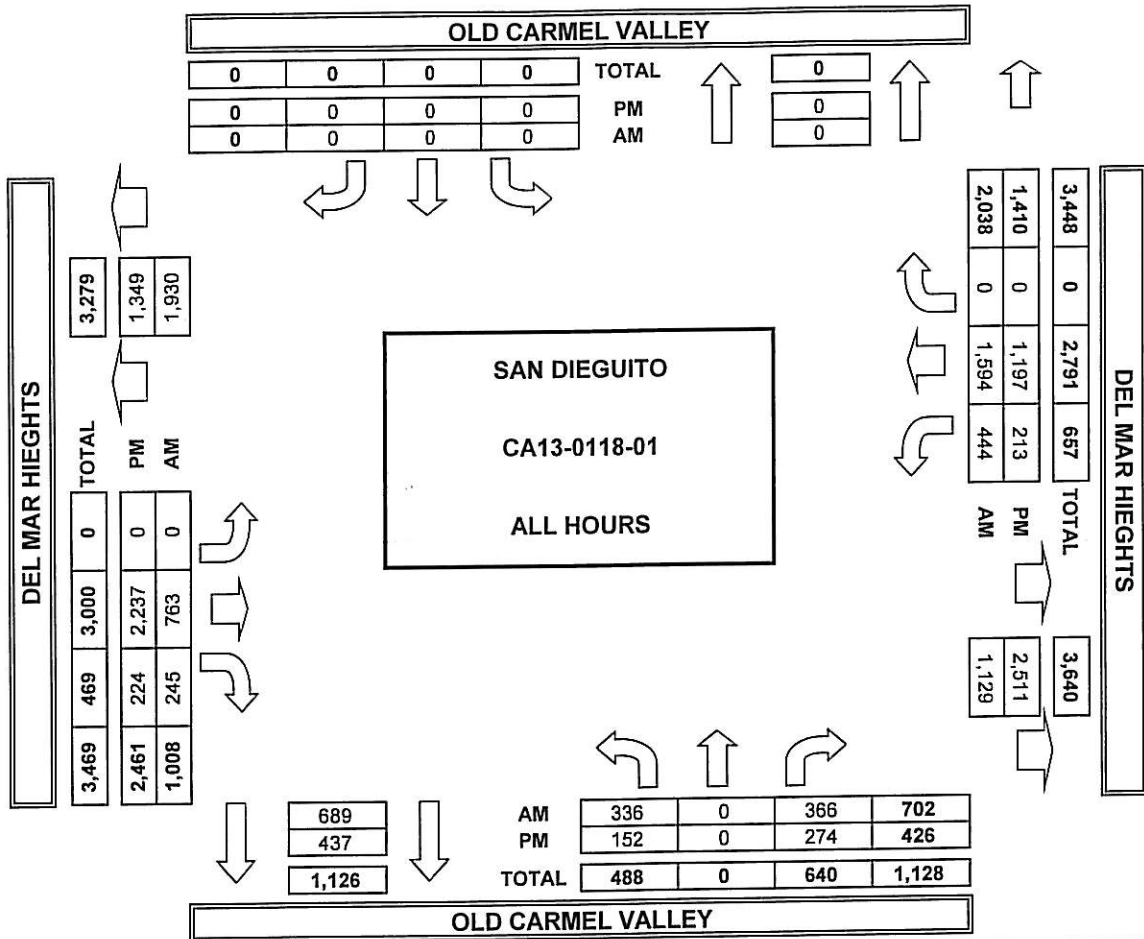 OLD CARMEL VALLEY
0 0 0 0 TOTAL 0
0 0 0 0 PM 0
0 0 0 0 AM 0
DEL MAR HIEGHTS
3,279
1,349
1,930
TOTAL
PM
AM
0 3,000 469 3,469
0 2,237 224 2,461
0 763 245 1,008
SAN DIEGUITO
CA13-0118-01
ALL HOURS
3,448 0 2,791 657 TOTAL
1,410 0 1,197 213 PM
2,038 0 1,594 444 AM
3,640
2,511
1,129
DEL MAR HIEGHTS
689
437
1,126
AM 336 0 366 702
PM 152 0 274 426
TOTAL 488 0 640 1,128
OLD CARMEL VALLEY